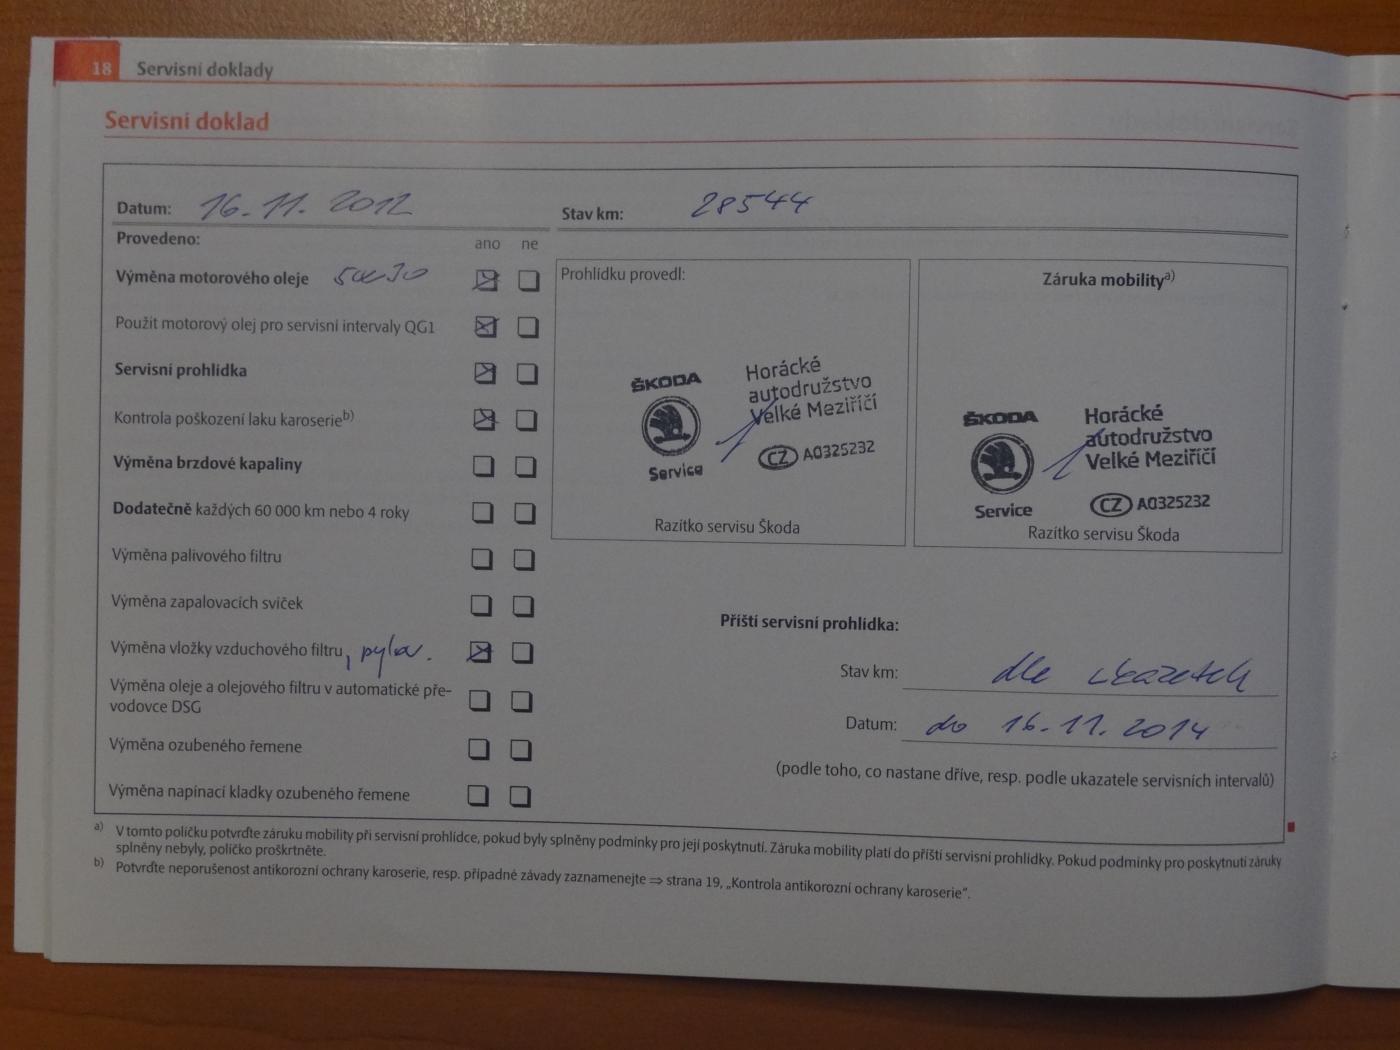 18 Servisní doklady
Servisní doklad
Datum: 16.11.2012
Stav km: 28544
Provedeno:
ano ne
Výměna motorového oleje 5W30
Použit motorový olej pro servisní intervaly QG1
Servisní prohlídka
Kontrola poškození laku karoserie b)
Výměna brzdové kapaliny
Dodatečně každých 60 000 km nebo 4 roky
Výměna palivového filtru
Výměna zapalovacích svíček
Výměna vložky vzduchového filtru, pylov.
Výměna oleje a olejového filtru v automatické pře-
vodovce DSG
Výměna ozubeného řemene
Výměna napínací kladky ozubeného řemene
Prohlídku provedl:
ŠKODA
Service
Horácké
autodružstvo
Velké Meziříčí
CZ A0325232
Razítko servisu Škoda
Záruka mobility a)
ŠKODA
Service
Horácké
autodružstvo
Velké Meziříčí
CZ A0325232
Razítko servisu Škoda
Příští servisní prohlídka:
Stav km: dle
Datum: do 16.11.2014
(podle toho, co nastane dříve, resp. podle ukazatele servisních intervalů)
a) V tomto políčku potvrďte záruku mobility při servisní prohlídce, pokud byly splněny podmínky pro její poskytnutí. Záruka mobility platí do příští servisní prohlídky. Pokud podmínky pro poskytnutí záruky
splněny nebyly, políčko proškrtněte.
b) Potvrďte neporušenost antikorozní ochrany karoserie, resp. případné závady zaznamenejte ⇒ strana 19, „Kontrola antikorozní ochrany karoserie“.